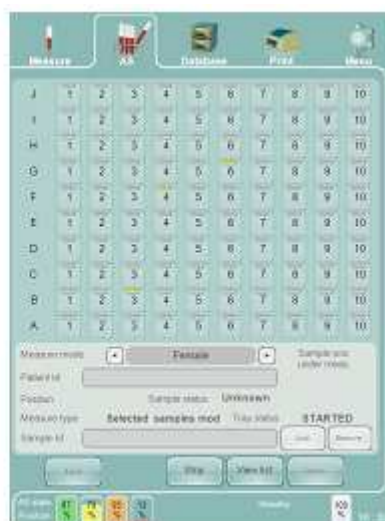 Measure AS Database Print Menu
J 1 2 3 4 5 6 7 8 9 10
I 1 2 3 4 5 6 7 8 9 10
H 1 2 3 4 5 6 7 8 9 10
G 1 2 3 4 5 6 7 8 9 10
F 1 2 3 4 5 6 7 8 9 10
E 1 2 3 4 5 6 7 8 9 10
D 1 2 3 4 5 6 7 8 9 10
C 1 2 3 4 5 6 7 8 9 10
B 1 2 3 4 5 6 7 8 9 10
A 1 2 3 4 5 6 7 8 9 10
Measure mode Female
Patient Id
Position Sample status Unknown
Measure type Selected samples mod Tray status STARTED
Sample Id
Stop View list
% % % % %